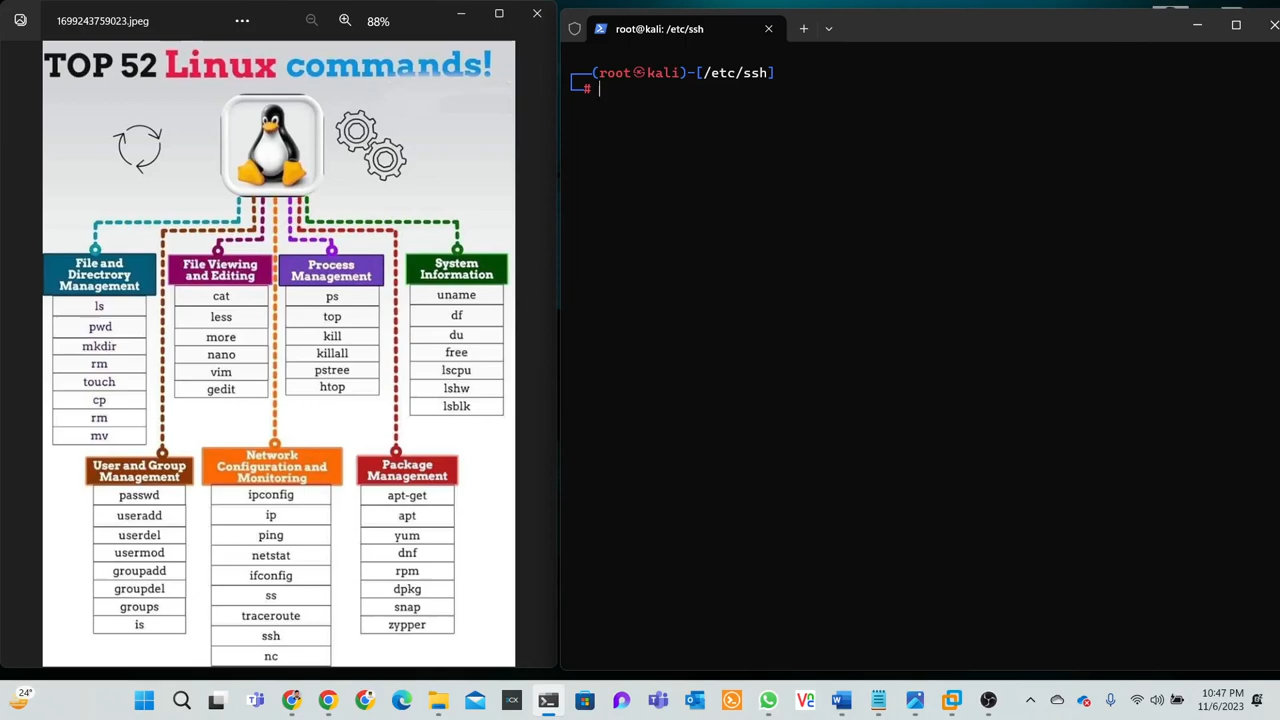 1699243759023.jpeg
88%
TOP 52 Linux commands!
File and
Directrory
Management
ls
pwd
mkdir
rm
touch
cp
rm
mv
File Viewing
and Editing
cat
less
more
nano
vim
gedit
Process
Management
ps
top
kill
killall
pstree
htop
System
Information
uname
df
du
free
lscpu
lshw
lsblk
User and Group
Management
passwd
useradd
userdel
usermod
groupadd
groupdel
groups
is
Network
Configuration and
Monitoring
ipconfig
ip
ping
netstat
ifconfig
ss
traceroute
ssh
nc
Package
Management
apt-get
apt
yum
dnf
rpm
dpkg
snap
zypper
root@kali: /etc/ssh
(root㉿kali)-[/etc/ssh]
#
24°
11/6/2023